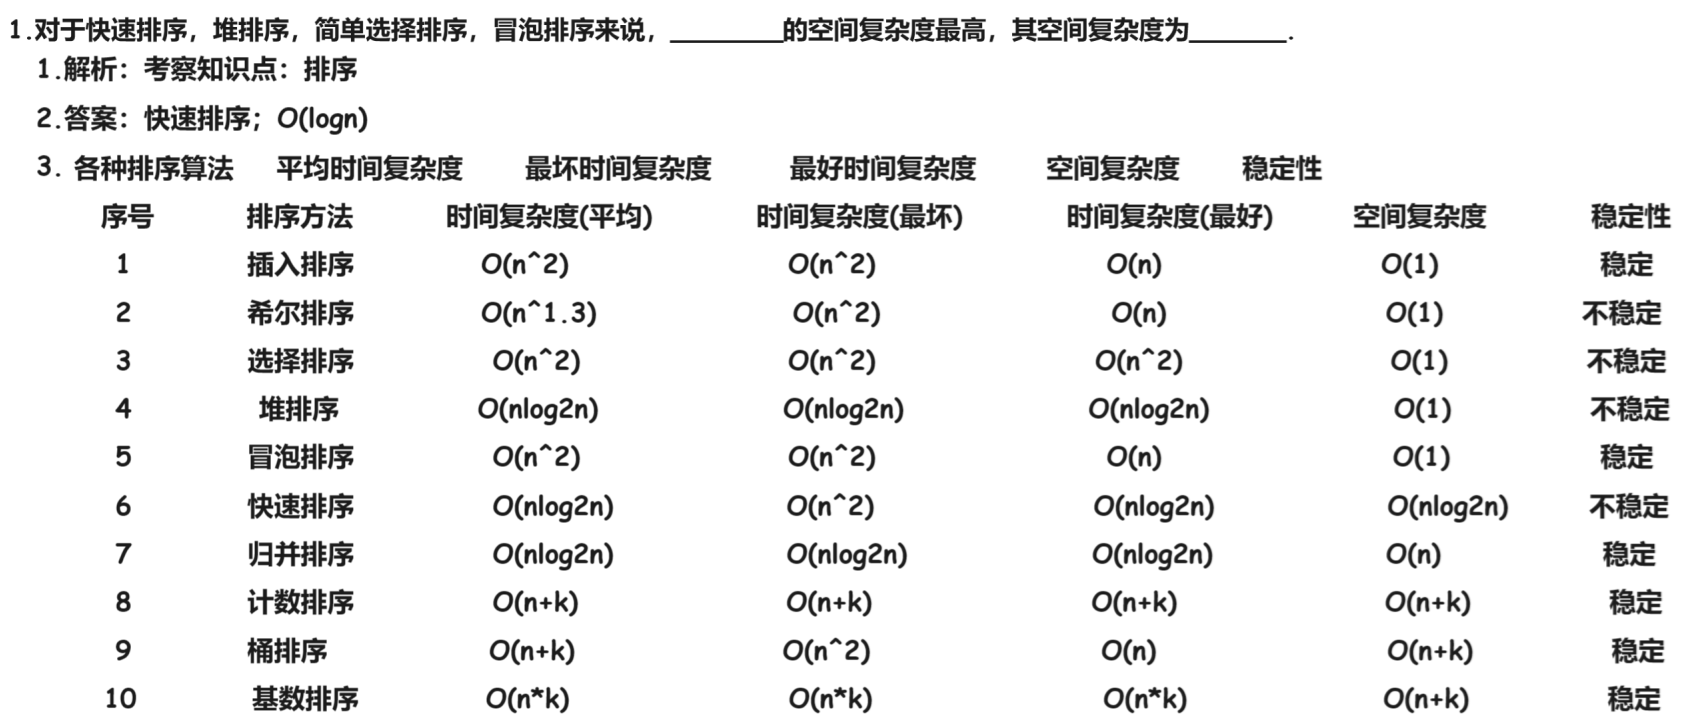 1.对于快速排序，堆排序，简单选择排序，冒泡排序来说，________的空间复杂度最高，其空间复杂度为_______.
1.解析：考察知识点：排序
2.答案：快速排序；O(logn)
3. 各种排序算法 平均时间复杂度 最坏时间复杂度 最好时间复杂度 空间复杂度 稳定性
序号 排序方法 时间复杂度(平均) 时间复杂度(最坏) 时间复杂度(最好) 空间复杂度 稳定性
1 插入排序 O(n^2) O(n^2) O(n) O(1) 稳定
2 希尔排序 O(n^1.3) O(n^2) O(n) O(1) 不稳定
3 选择排序 O(n^2) O(n^2) O(n^2) O(1) 不稳定
4 堆排序 O(nlog2n) O(nlog2n) O(nlog2n) O(1) 不稳定
5 冒泡排序 O(n^2) O(n^2) O(n) O(1) 稳定
6 快速排序 O(nlog2n) O(n^2) O(nlog2n) O(nlog2n) 不稳定
7 归并排序 O(nlog2n) O(nlog2n) O(nlog2n) O(n) 稳定
8 计数排序 O(n+k) O(n+k) O(n+k) O(n+k) 稳定
9 桶排序 O(n+k) O(n^2) O(n) O(n+k) 稳定
10 基数排序 O(n*k) O(n*k) O(n*k) O(n+k) 稳定